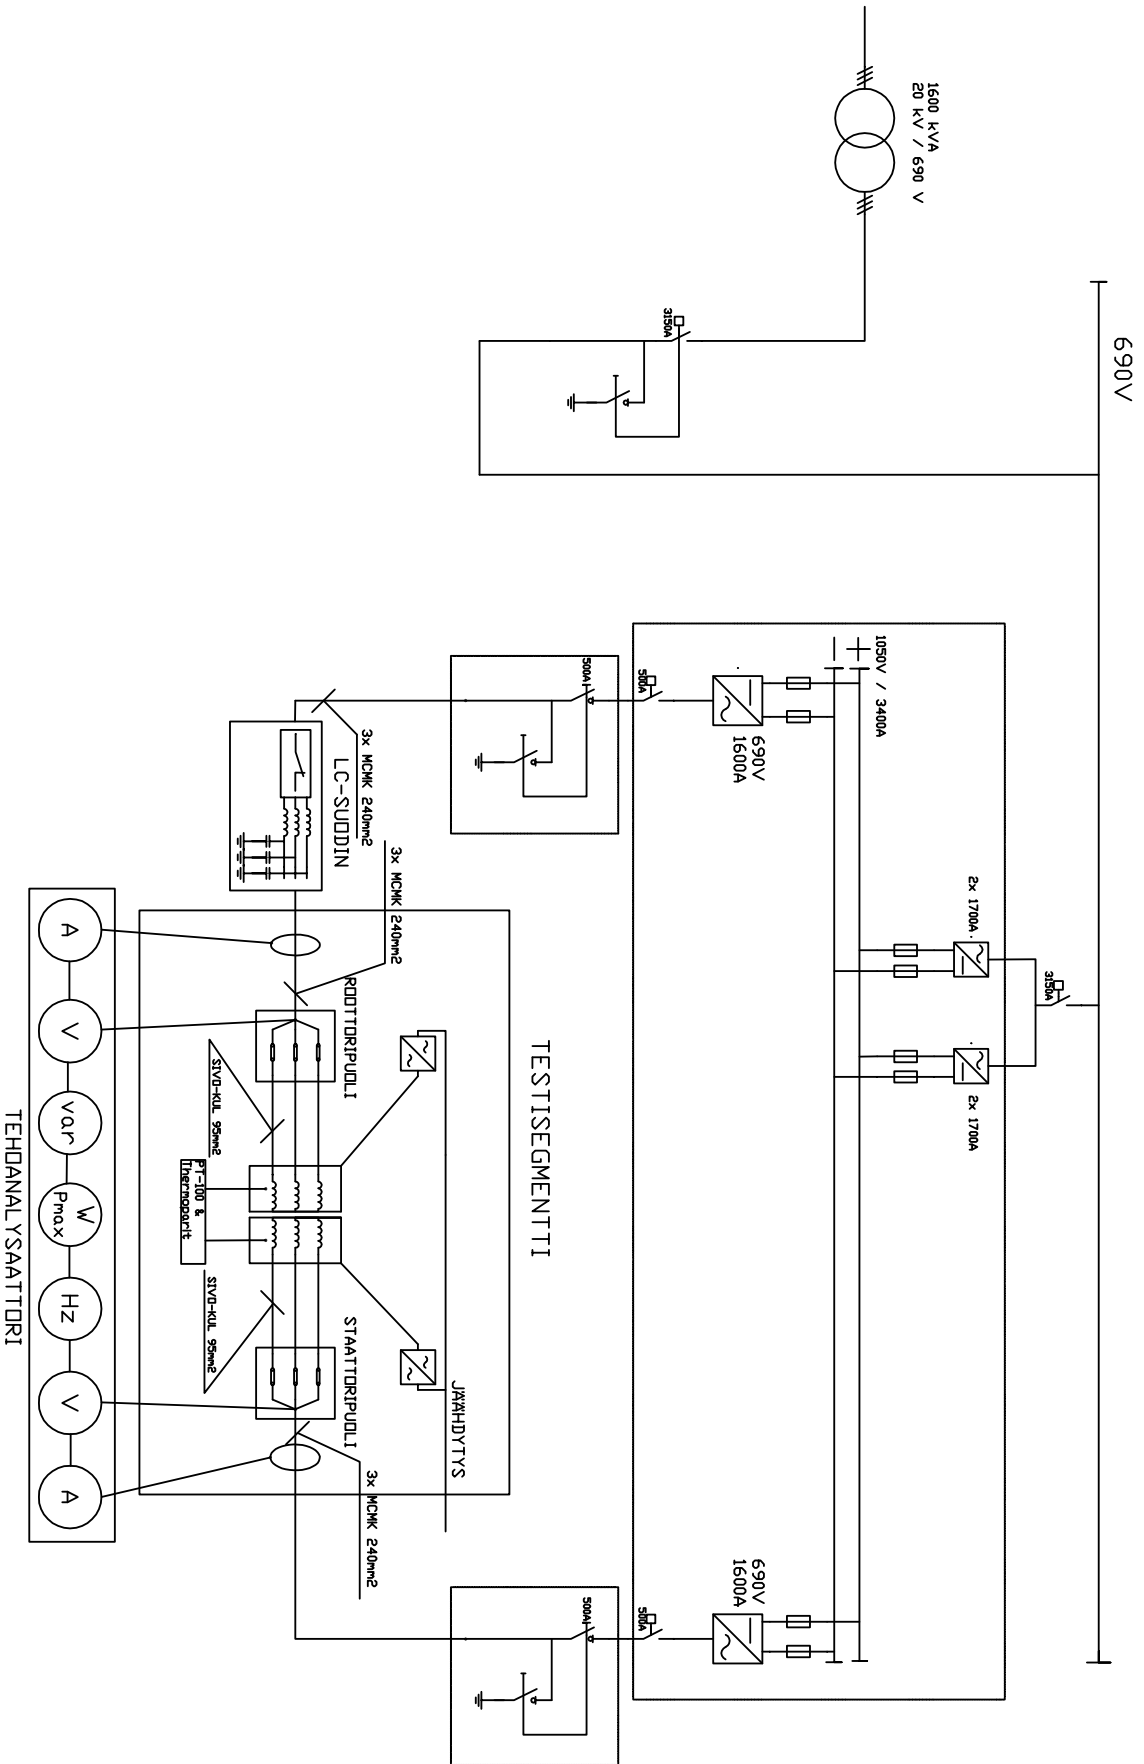 690V
1600 kVA
20 kV / 690 V
3150A
1050V / 3400A
+
−
690V
1600A
2x 1700A
3150A
2x 1700A
690V
1600A
500A
500A
3x MCMK 240mm2
LC-SUODIN
3x MCMK 240mm2
TESTISEGMENTTI
ROOTTORIPUOLI
SIVO-KUL 95mm2
PT-100 &
Thermoparit
SIVO-KUL 95mm2
STAATTORIPUOLI
JÄÄHDYTYS
3x MCMK 240mm2
500A
500A
A
V
var
W
Pmax
Hz
V
A
TEHOANALYSAATTORI